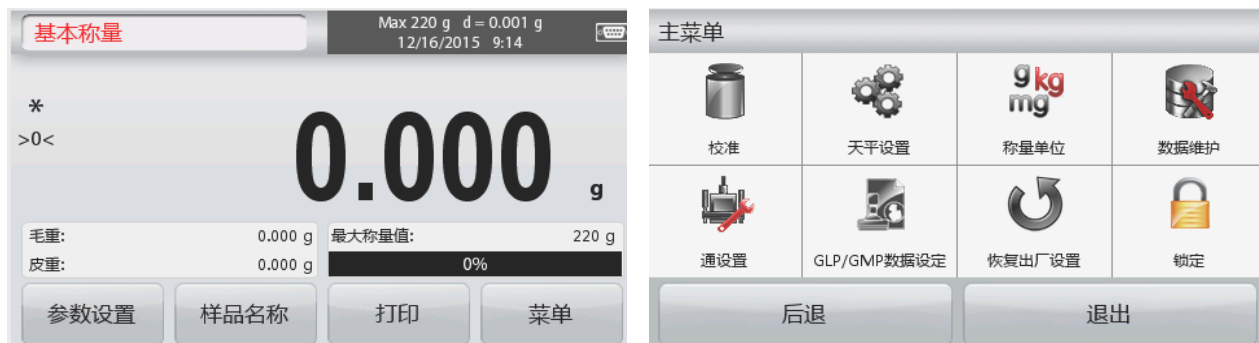 基本称量
Max 220 g d=0.001 g
12/16/2015 9:14
*
>0<
0.000 g
毛重: 0.000 g 最大称量值: 220 g
皮重: 0.000 g 0%
参数设置 样品名称 打印 菜单
主菜单
g kg mg
校准 天平设置 称量单位 数据维护
通设置 GLP/GMP数据设定 恢复出厂设置 锁定
后退 退出